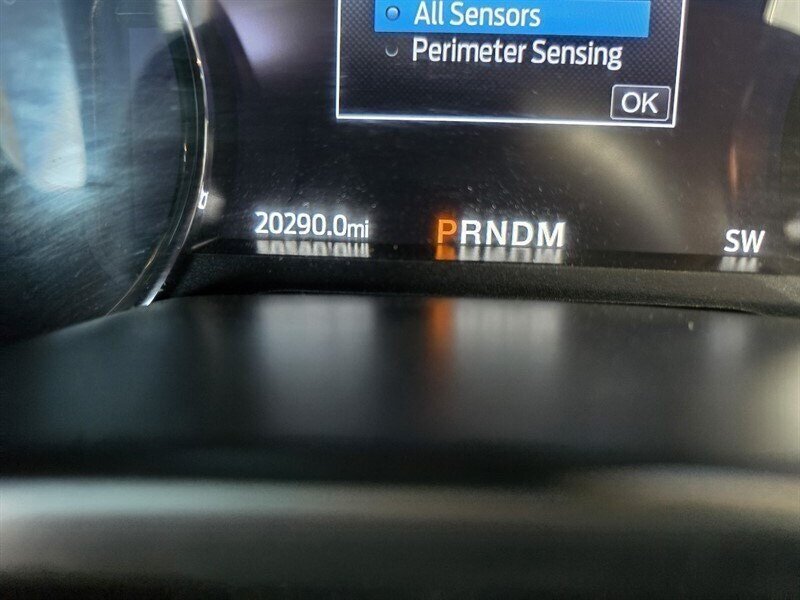 All Sensors
Perimeter Sensing
OK
20290.0mi PRNDM SW